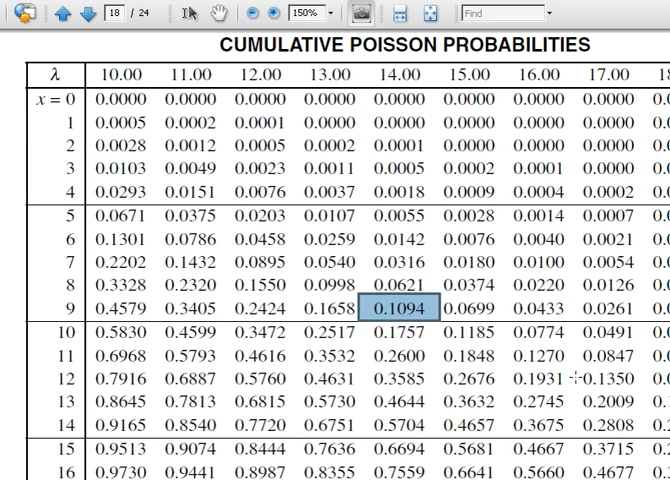 18 / 24 150% Find
CUMULATIVE POISSON PROBABILITIES
λ 10.00 11.00 12.00 13.00 14.00 15.00 16.00 17.00
x = 0 0.0000 0.0000 0.0000 0.0000 0.0000 0.0000 0.0000 0.0000
1 0.0005 0.0002 0.0001 0.0000 0.0000 0.0000 0.0000 0.0000
2 0.0028 0.0012 0.0005 0.0002 0.0001 0.0000 0.0000 0.0000
3 0.0103 0.0049 0.0023 0.0011 0.0005 0.0002 0.0001 0.0000
4 0.0293 0.0151 0.0076 0.0037 0.0018 0.0009 0.0004 0.0002
5 0.0671 0.0375 0.0203 0.0107 0.0055 0.0028 0.0014 0.0007
6 0.1301 0.0786 0.0458 0.0259 0.0142 0.0076 0.0040 0.0021
7 0.2202 0.1432 0.0895 0.0540 0.0316 0.0180 0.0100 0.0054
8 0.3328 0.2320 0.1550 0.0998 0.0621 0.0374 0.0220 0.0126
9 0.4579 0.3405 0.2424 0.1658 0.1094 0.0699 0.0433 0.0261
10 0.5830 0.4599 0.3472 0.2517 0.1757 0.1185 0.0774 0.0491
11 0.6968 0.5793 0.4616 0.3532 0.2600 0.1848 0.1270 0.0847
12 0.7916 0.6887 0.5760 0.4631 0.3585 0.2676 0.1931 0.1350
13 0.8645 0.7813 0.6815 0.5730 0.4644 0.3632 0.2745 0.2009
14 0.9165 0.8540 0.7720 0.6751 0.5704 0.4657 0.3675 0.2808
15 0.9513 0.9074 0.8444 0.7636 0.6694 0.5681 0.4667 0.3715
16 0.9730 0.9441 0.8987 0.8355 0.7559 0.6641 0.5660 0.4677